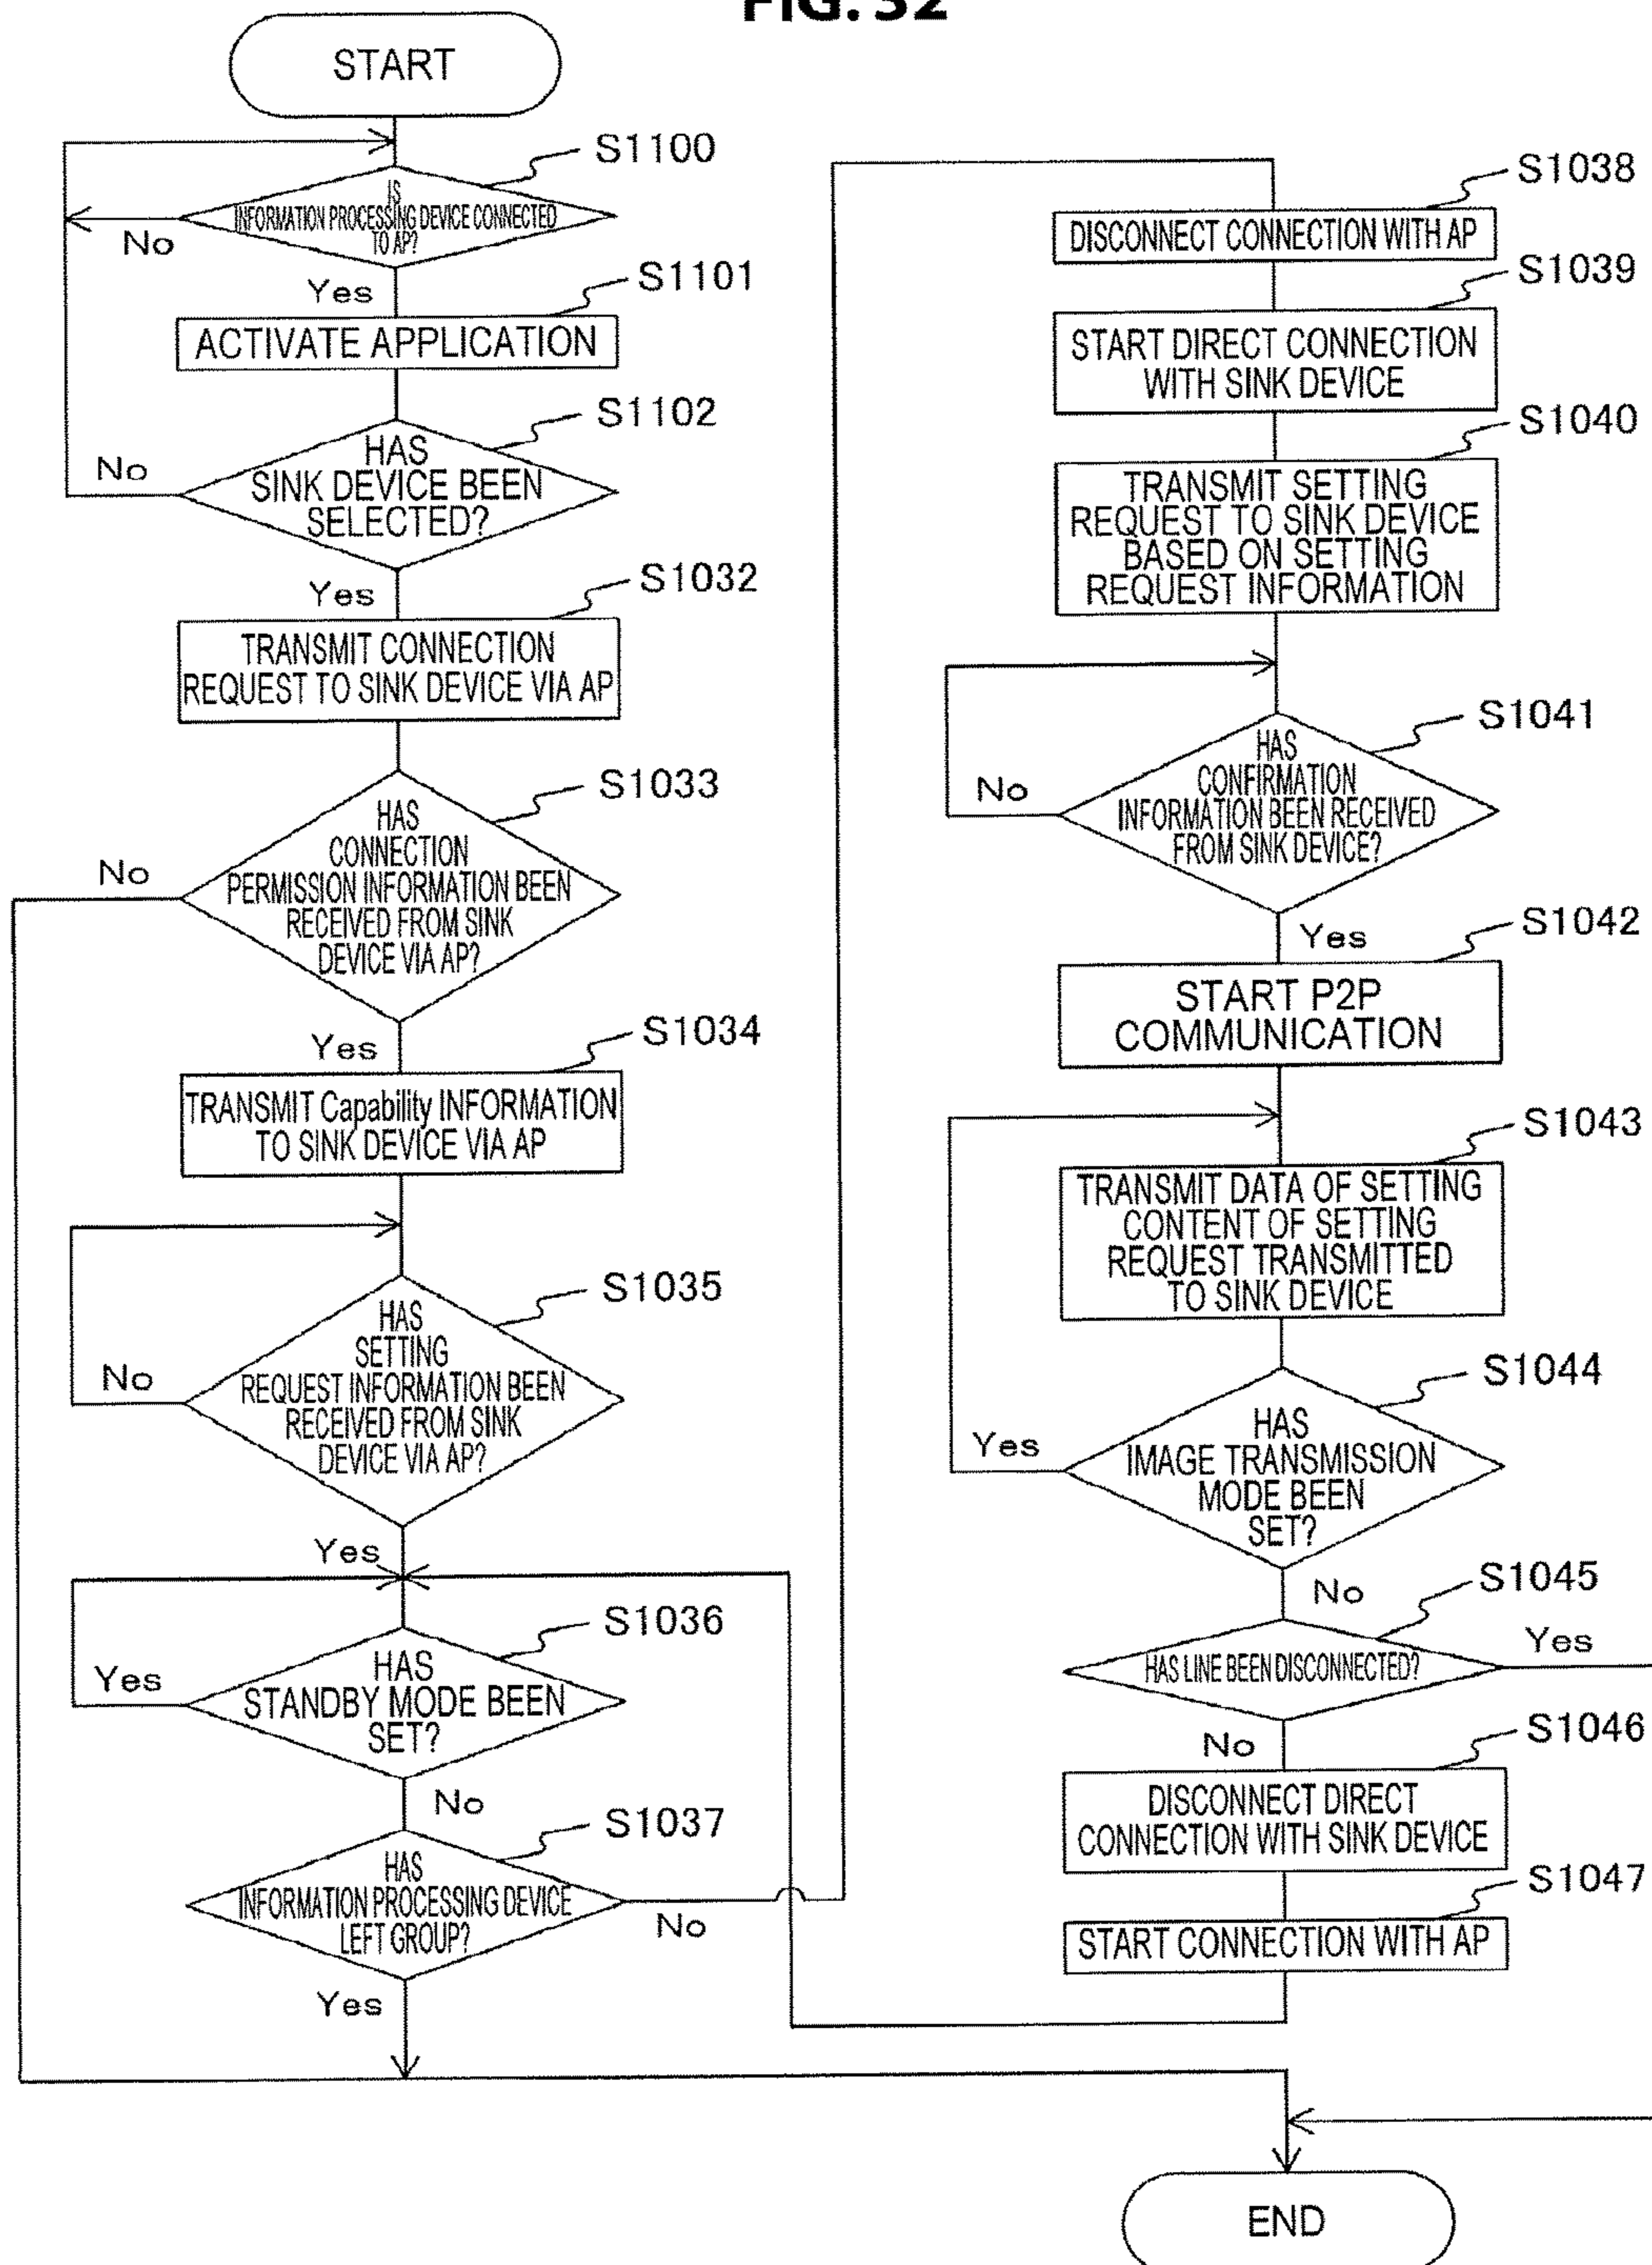 FIG. 32
START
S1100
IS
INFORMATION PROCESSING DEVICE CONNECTED
TO AP?
No
Yes
S1101
ACTIVATE APPLICATION
S1102
HAS
SINK DEVICE BEEN
SELECTED?
No
Yes
S1032
TRANSMIT CONNECTION
REQUEST TO SINK DEVICE VIA AP
S1033
HAS
CONNECTION
PERMISSION INFORMATION BEEN
RECEIVED FROM SINK
DEVICE VIA AP?
No
Yes
S1034
TRANSMIT Capability INFORMATION
TO SINK DEVICE VIA AP
S1035
HAS
SETTING
REQUEST INFORMATION BEEN
RECEIVED FROM SINK
DEVICE VIA AP?
No
Yes
S1036
HAS
STANDBY MODE BEEN
SET?
Yes
No
S1037
HAS
INFORMATION PROCESSING DEVICE
LEFT GROUP?
No
Yes
S1038
DISCONNECT CONNECTION WITH AP
S1039
START DIRECT CONNECTION
WITH SINK DEVICE
S1040
TRANSMIT SETTING
REQUEST TO SINK DEVICE
BASED ON SETTING
REQUEST INFORMATION
S1041
HAS
CONFIRMATION
INFORMATION BEEN RECEIVED
FROM SINK DEVICE?
No
Yes
S1042
START P2P
COMMUNICATION
S1043
TRANSMIT DATA OF SETTING
CONTENT OF SETTING
REQUEST TRANSMITTED
TO SINK DEVICE
S1044
HAS
IMAGE TRANSMISSION
MODE BEEN
SET?
Yes
No
S1045
HAS LINE BEEN DISCONNECTED?
Yes
No
S1046
DISCONNECT DIRECT
CONNECTION WITH SINK DEVICE
S1047
START CONNECTION WITH AP
END